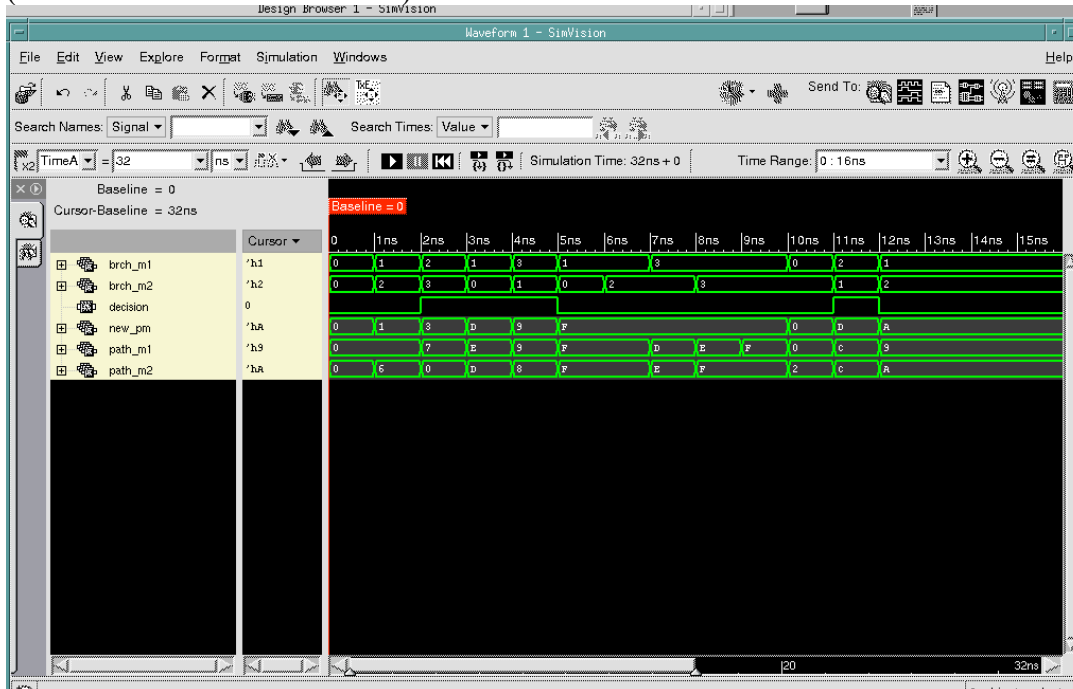 Design Browser 1 - SimVision
Waveform 1 - SimVision
File Edit View Explore Format Simulation Windows Help
Send To:
Search Names: Signal Search Times: Value
x2 TimeA = 32 ns Simulation Time: 32ns + 0 Time Range: 0 : 16ns
Baseline = 0
Cursor-Baseline = 32ns
Baseline = 0
Cursor 0 1ns 2ns 3ns 4ns 5ns 6ns 7ns 8ns 9ns 10ns 11ns 12ns 13ns 14ns 15ns
brch_m1 'h1 0 1 2 1 3 1 3 0 2 1
brch_m2 'h2 0 2 3 0 1 0 2 3 1 2
decision 0
new_pm 'hA 0 1 3 D 9 F 0 D A
path_m1 'h9 0 7 E 9 F D E F 0 C 9
path_m2 'hA 0 6 0 D 8 F E F 2 C A
20 32ns